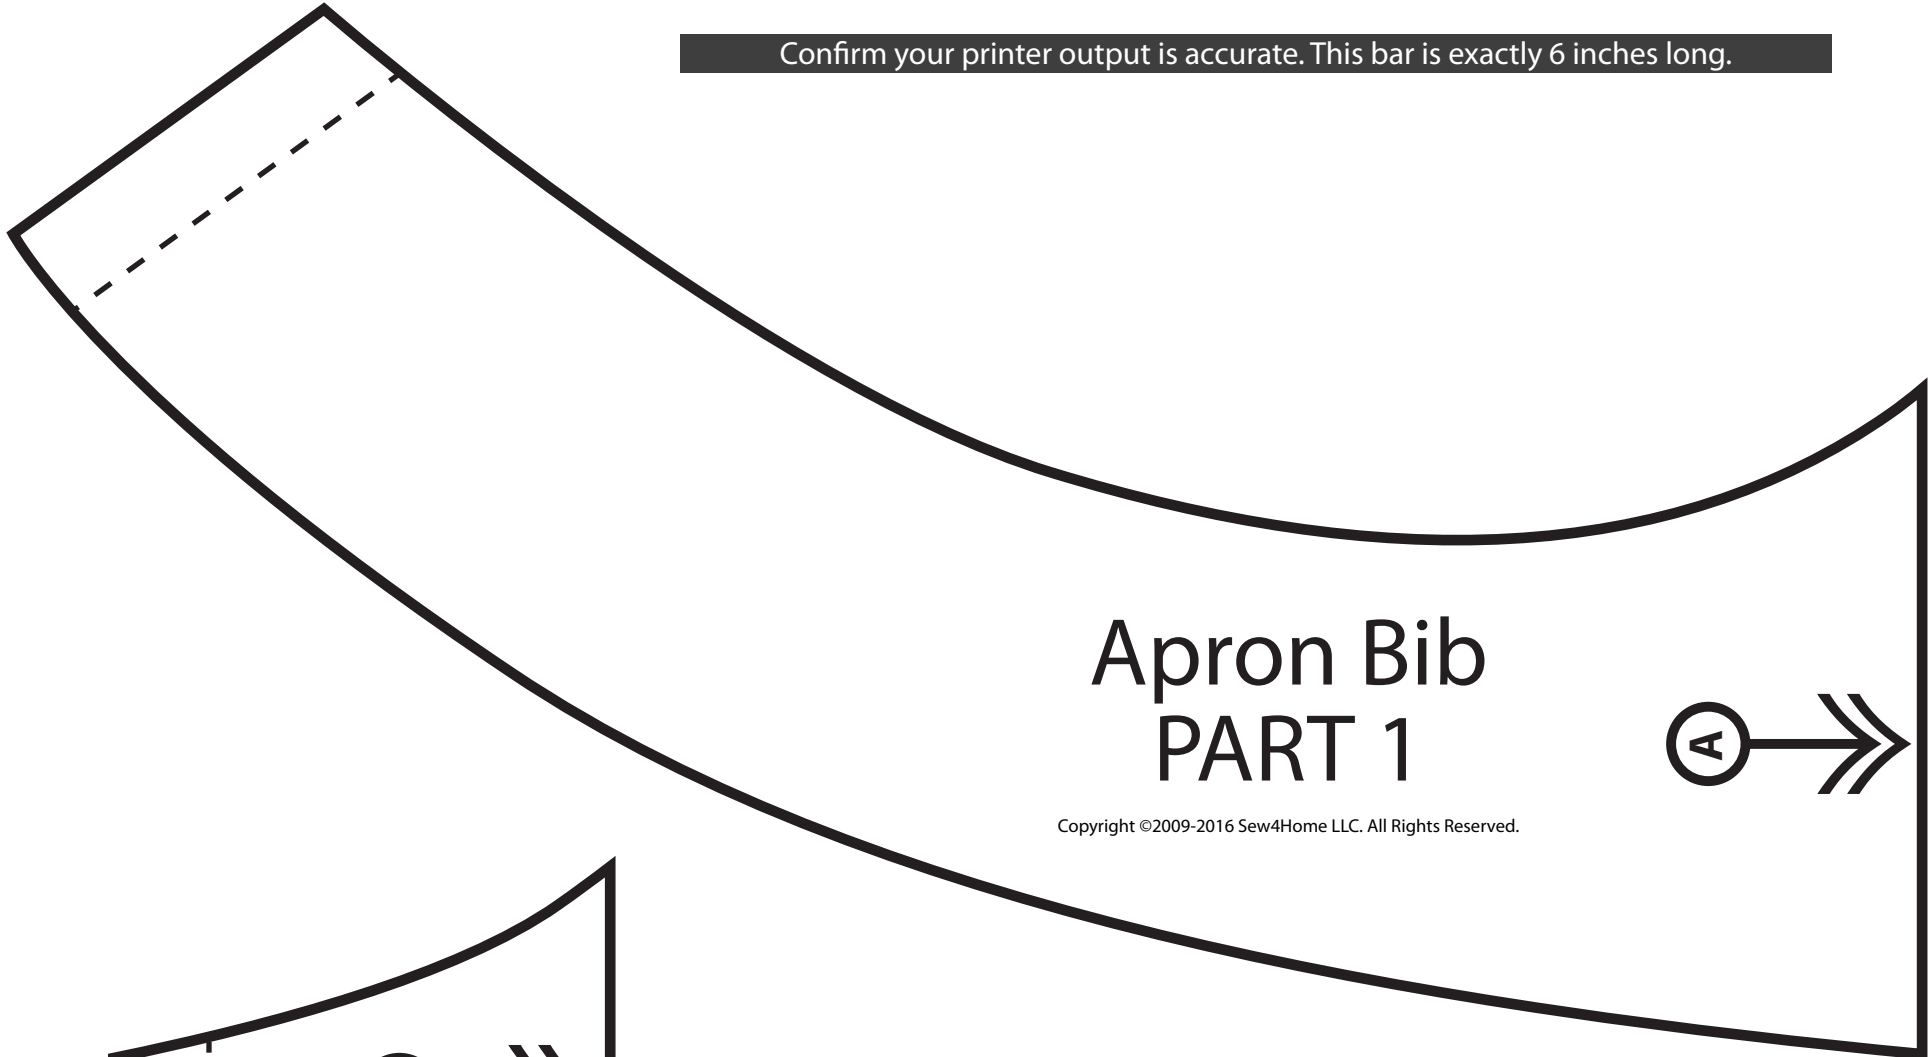 Confirm your printer output is accurate. This bar is exactly 6 inches long.
Apron Bib
PART 1
A
Copyright ©2009-2016 Sew4Home LLC. All Rights Reserved.